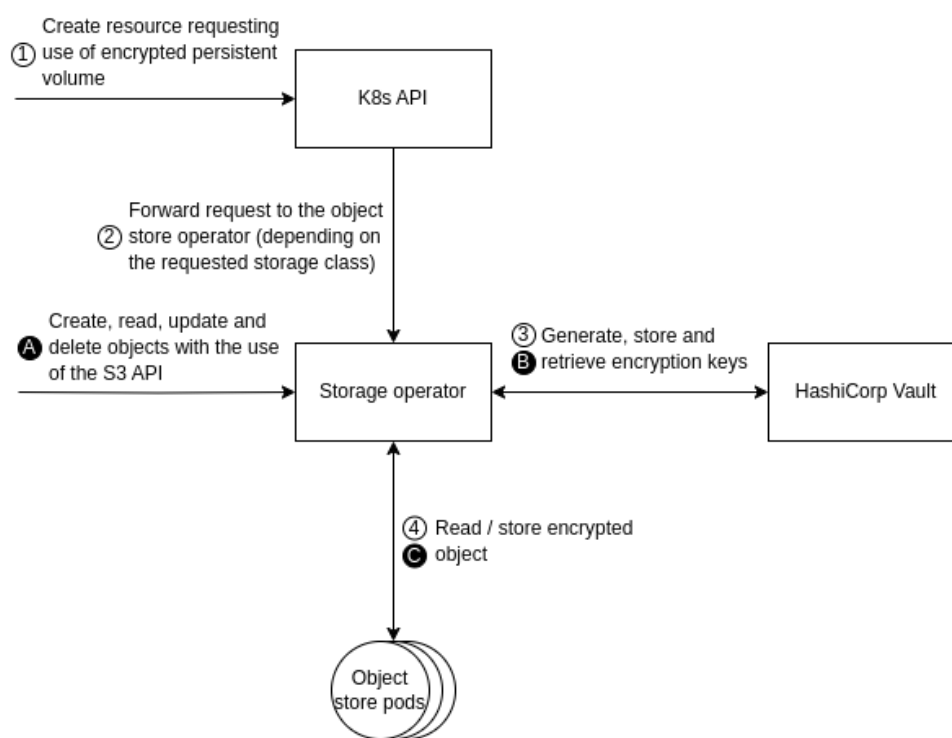 Create resource requesting
① use of encrypted persistent
volume
K8s API
Forward request to the object
② store operator (depending on
the requested storage class)
Create, read, update and
A delete objects with the use
of the S3 API
Storage operator
③ Generate, store and
B retrieve encryption keys
HashiCorp Vault
④ Read / store encrypted
C object
Object
store pods